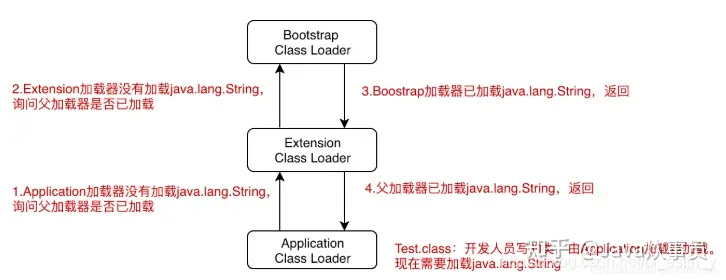 Bootstrap
Class Loader
2.Extension加载器没有加载java.lang.String,
询问父加载器是否已加载
3.Boostrap加载器已加载java.lang.String, 返回
Extension
Class Loader
1.Application加载器没有加载java.lang.String,
询问父加载器是否已加载
4.父加载器已加载java.lang.String, 返回
Application
Class Loader
Test.class: 开发人员写 由Application加载 加载。
现在需要加载java.lang.String
知乎